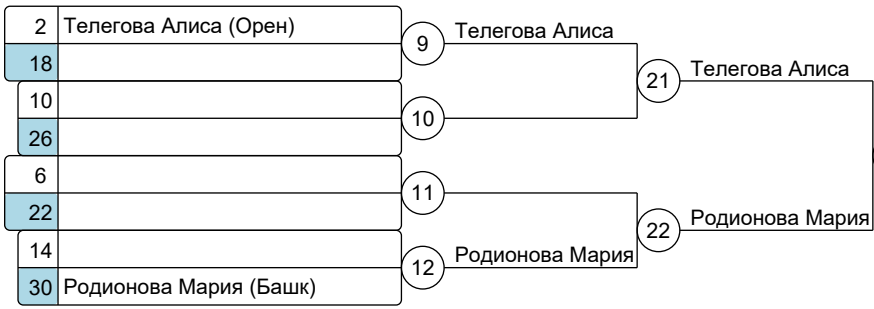 2 Телегова Алиса (Орен)
18
9 Телегова Алиса
10
26
10
21 Телегова Алиса
6
22
11
14
30 Родионова Мария (Башк)
12 Родионова Мария
22 Родионова Мария